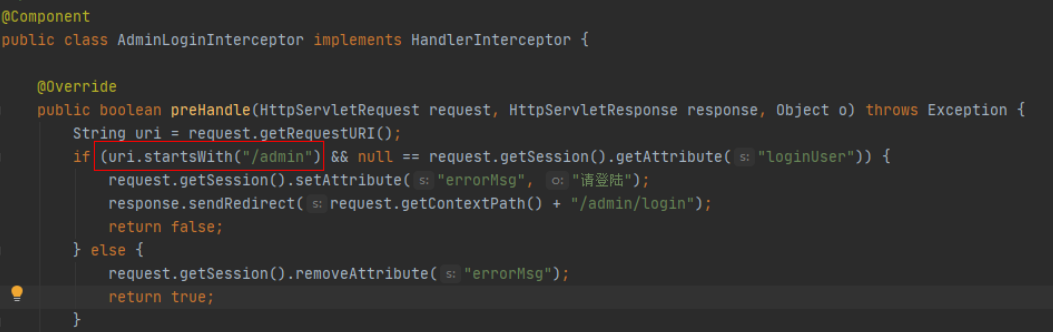 @Component
public class AdminLoginInterceptor implements HandlerInterceptor {
@Override
public boolean preHandle(HttpServletRequest request, HttpServletResponse response, Object o) throws Exception {
String uri = request.getRequestURI();
if (uri.startsWith("/admin") && null == request.getSession().getAttribute( s: "loginUser")) {
request.getSession().setAttribute( s: "errorMsg", o: "请登陆");
response.sendRedirect( s: request.getContextPath() + "/admin/login");
return false;
} else {
request.getSession().removeAttribute( s: "errorMsg");
return true;
}